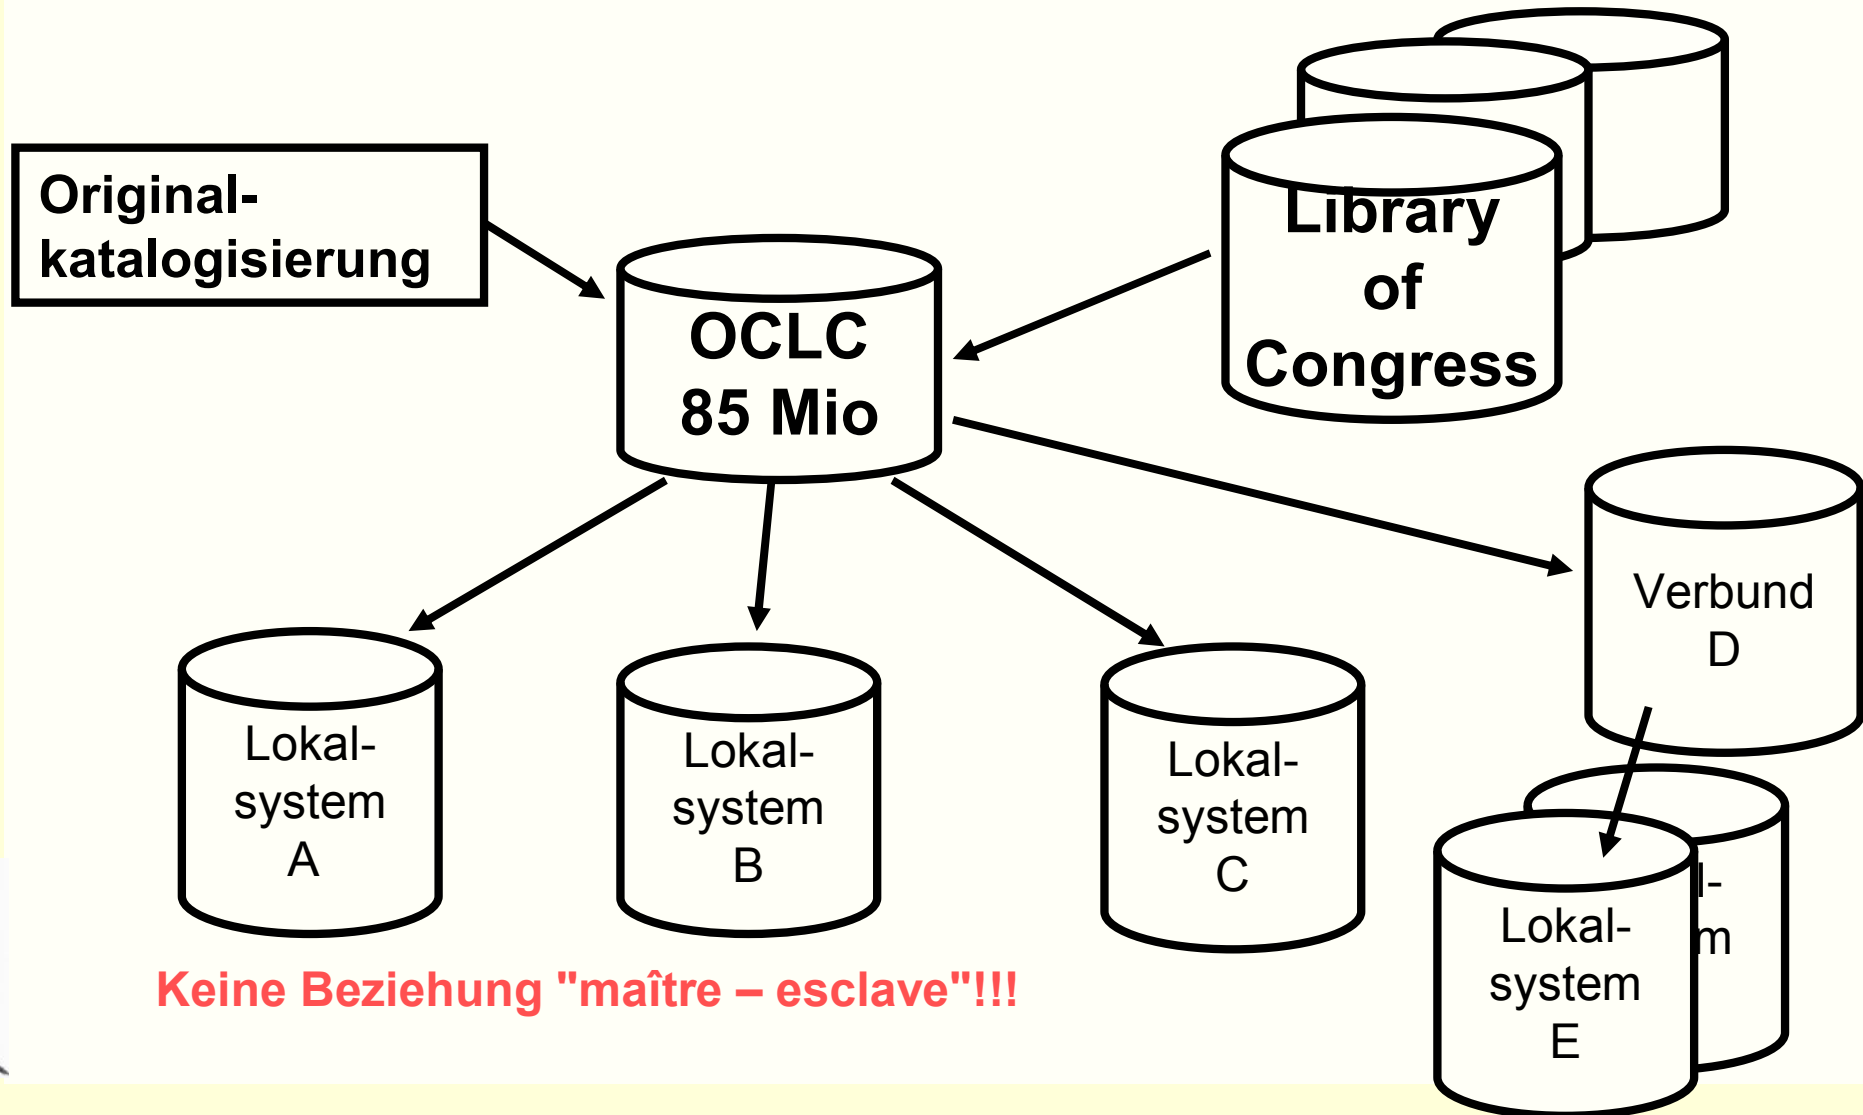 Original-
katalogisierung
Library
of
Congress
OCLC
85 Mio
Verbund
D
Lokal-
system
A
Lokal-
system
B
Lokal-
system
C
l-
m
Lokal-
system
E
Keine Beziehung "maître – esclave"!!!